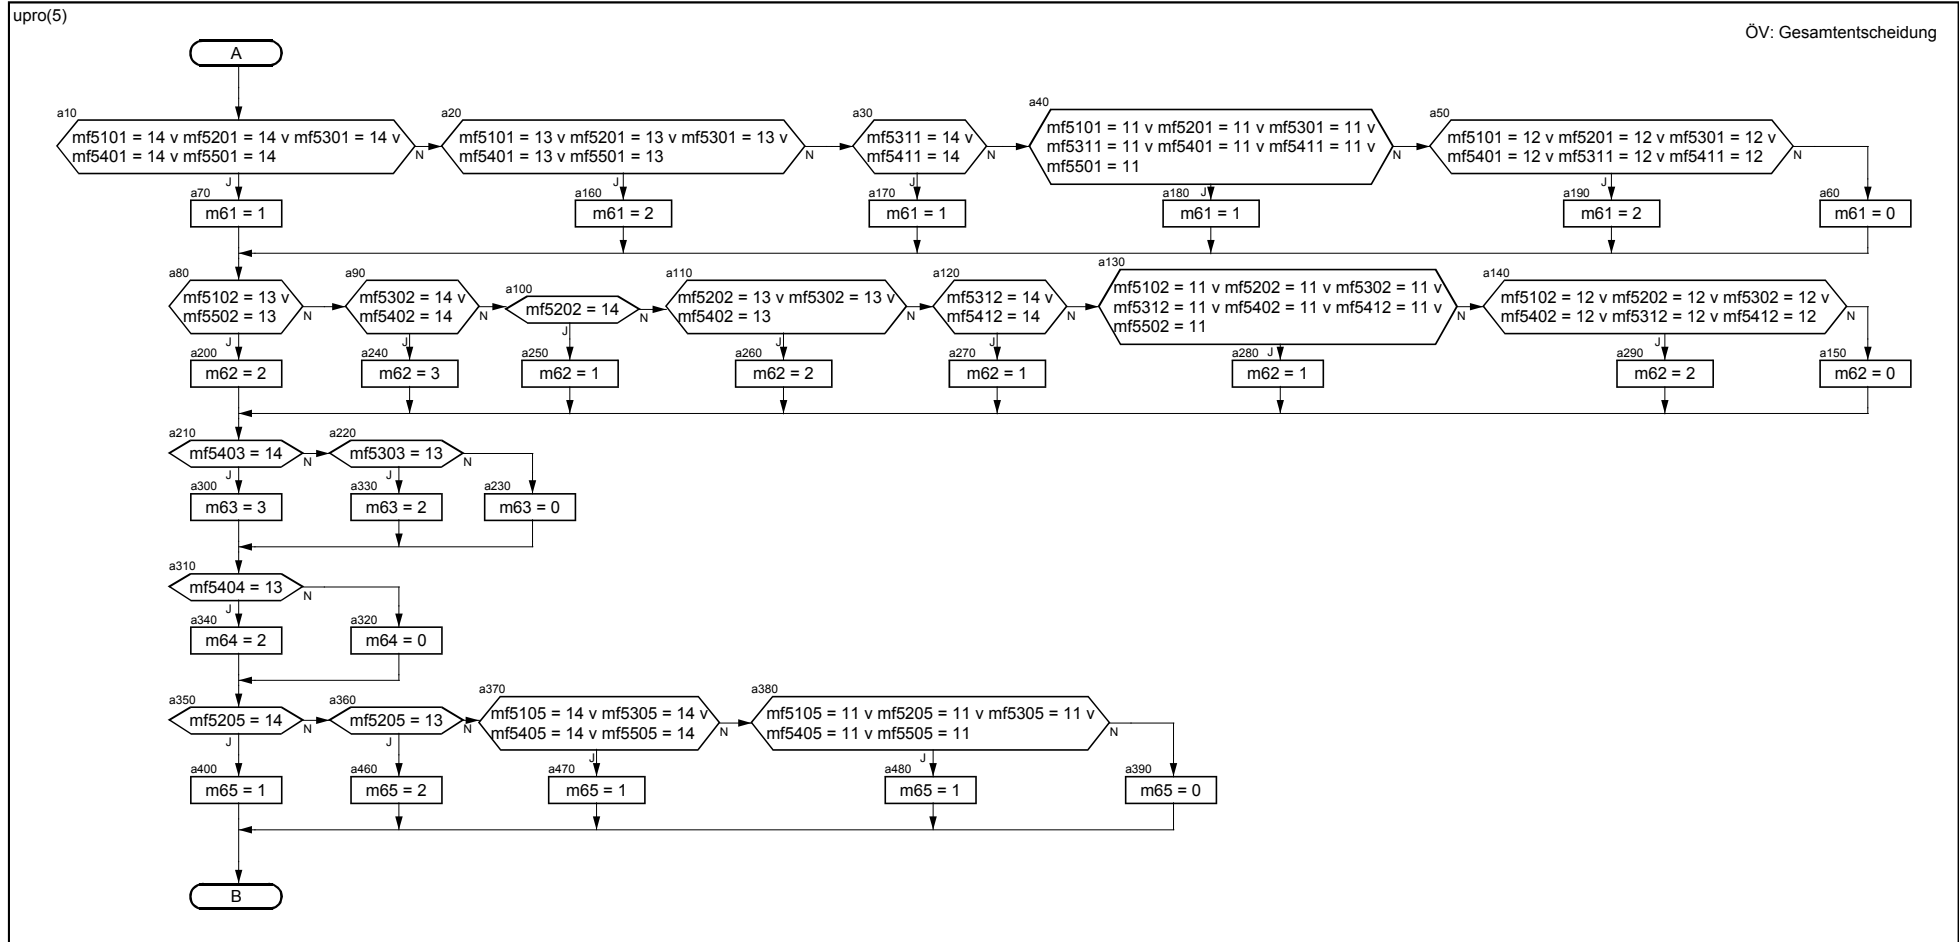 upro(5)
ÖV: Gesamtentscheidung
A
a10
mf5101 = 14 v mf5201 = 14 v mf5301 = 14 v
mf5401 = 14 v mf5501 = 14
J
N
a20
mf5101 = 13 v mf5201 = 13 v mf5301 = 13 v
mf5401 = 13 v mf5501 = 13
J
N
a30
mf5311 = 14 v
mf5411 = 14
J
N
a40
mf5101 = 11 v mf5201 = 11 v mf5301 = 11 v
mf5311 = 11 v mf5401 = 11 v mf5411 = 11 v
mf5501 = 11
J
N
a50
mf5101 = 12 v mf5201 = 12 v mf5301 = 12 v
mf5401 = 12 v mf5311 = 12 v mf5411 = 12
J
N
a70
m61 = 1
a160
m61 = 2
a170
m61 = 1
a180
m61 = 1
a190
m61 = 2
a60
m61 = 0
a80
mf5102 = 13 v
mf5502 = 13
J
N
a90
mf5302 = 14 v
mf5402 = 14
J
N
a100
mf5202 = 14
J
N
a110
mf5202 = 13 v mf5302 = 13 v
mf5402 = 13
J
N
a120
mf5312 = 14 v
mf5412 = 14
J
N
a130
mf5102 = 11 v mf5202 = 11 v mf5302 = 11 v
mf5312 = 11 v mf5402 = 11 v mf5412 = 11 v
mf5502 = 11
J
N
a140
mf5102 = 12 v mf5202 = 12 v mf5302 = 12 v
mf5402 = 12 v mf5312 = 12 v mf5412 = 12
J
N
a200
m62 = 2
a240
m62 = 3
a250
m62 = 1
a260
m62 = 2
a270
m62 = 1
a280
m62 = 1
a290
m62 = 2
a150
m62 = 0
a210
mf5403 = 14
J
N
a220
mf5303 = 13
J
N
a300
m63 = 3
a330
m63 = 2
a230
m63 = 0
a310
mf5404 = 13
J
N
a340
m64 = 2
a320
m64 = 0
a350
mf5205 = 14
J
N
a360
mf5205 = 13
J
N
a370
mf5105 = 14 v mf5305 = 14 v
mf5405 = 14 v mf5505 = 14
J
N
a380
mf5105 = 11 v mf5205 = 11 v mf5305 = 11 v
mf5405 = 11 v mf5505 = 11
J
N
a400
m65 = 1
a460
m65 = 2
a470
m65 = 1
a480
m65 = 1
a390
m65 = 0
B